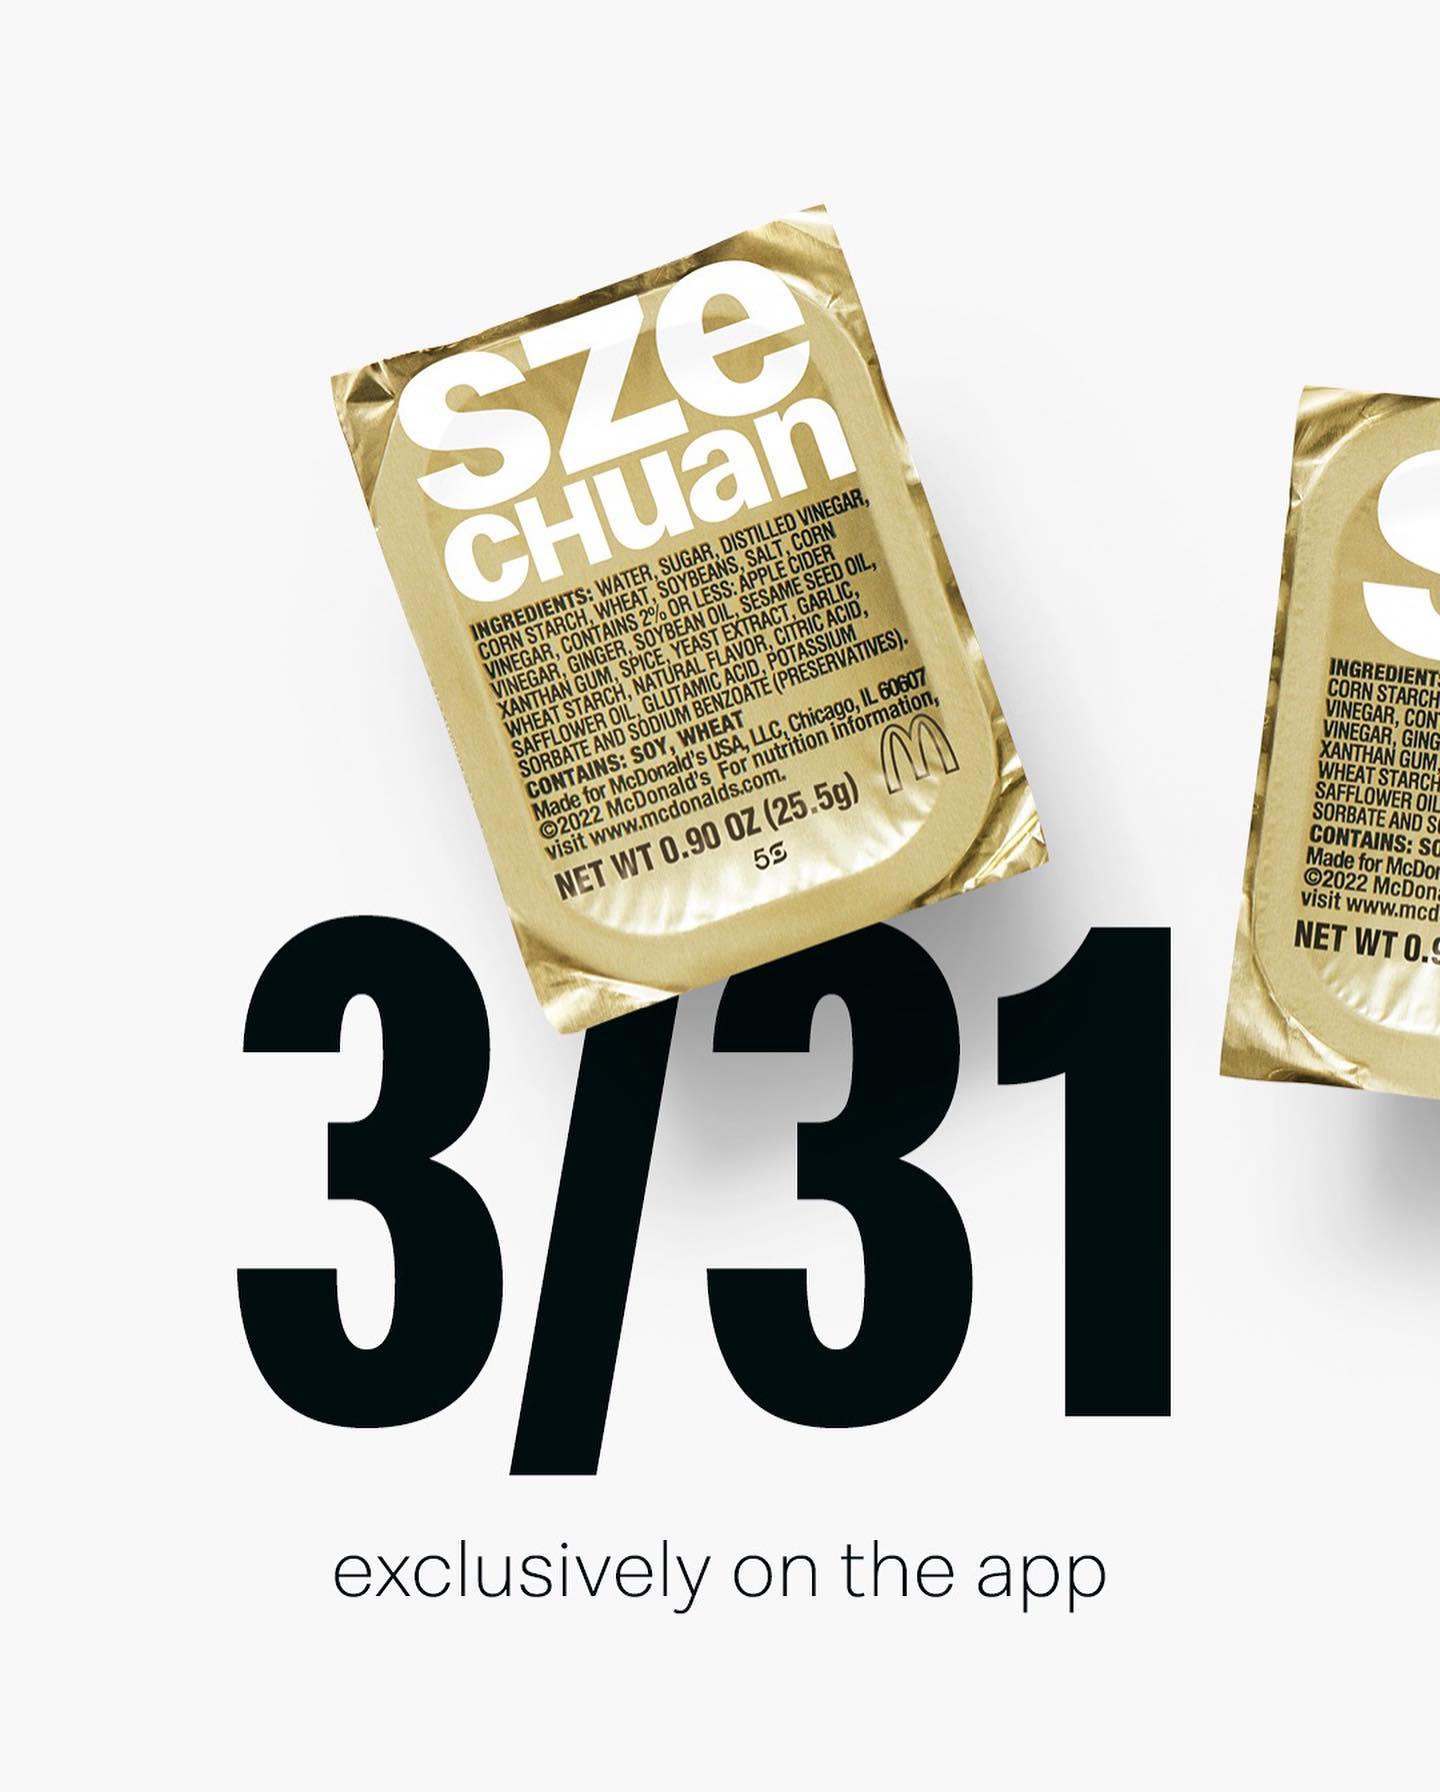 sze
cHuan
INGREDIENTS: WATER, SUGAR, DISTILLED VINEGAR,
CORN STARCH, WHEAT, SOYBEANS, SALT, CORN
VINEGAR, CONTAINS 2% OR LESS: APPLE CIDER
VINEGAR, GINGER, SOYBEAN OIL, SESAME SEED OIL,
XANTHAN GUM, SPICE, YEAST EXTRACT, GARLIC,
WHEAT STARCH, NATURAL FLAVOR, CITRIC ACID,
SAFFLOWER OIL, GLUTAMIC ACID, POTASSIUM
SORBATE AND SODIUM BENZOATE (PRESERVATIVES).
CONTAINS: SOY, WHEAT
Made for McDonald's USA, LLC, Chicago, IL 60607
©2022 McDonald's For nutrition information,
visit www.mcdonalds.com.
NET WT 0.90 OZ (25.5g)
s
INGREDIENTS
CORN STARCH
VINEGAR, CON
VINEGAR, GING
XANTHAN GUM,
WHEAT STARCH
SAFFLOWER OIL
SORBATE AND S
CONTAINS: SO
Made for McDon
©2022 McDona
visit www.mcd
NET WT 0.9
3/31
exclusively on the app